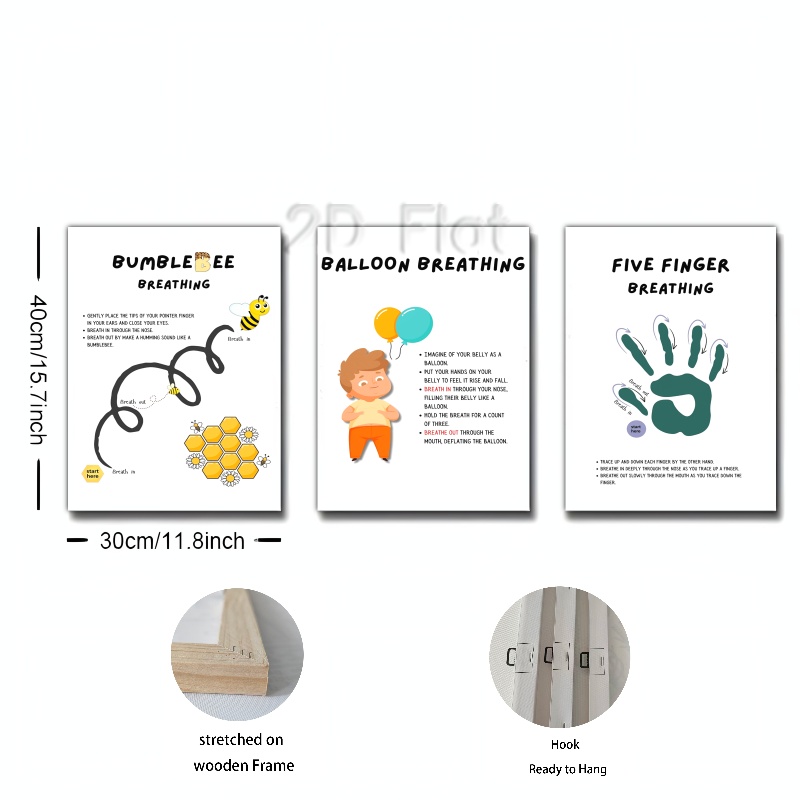 2D Flat
BUMBLEBEE
BREATHING
GENTLY PLACE THE TIPS OF YOUR POINTER FINGER
IN YOUR EARS AND CLOSE YOUR EYES.
BREATH IN THROUGH THE NOSE.
BREATH OUT BY MAKE A HUMMING SOUND LIKE A
BUMBLEBEE.
Breath in
Breath out
start
here
Breath in
BALLOON BREATHING
IMAGINE OF YOUR BELLY AS A
BALLOON.
PUT YOUR HANDS ON YOUR
BELLY TO FEEL IT RISE AND FALL.
BREATH IN THROUGH YOUR NOSE,
FILLING THEIR BELLY LIKE A
BALLOON.
HOLD THE BREATH FOR A COUNT
OF THREE.
BREATHE OUT THROUGH THE
MOUTH, DEFLATING THE BALLOON.
FIVE FINGER
BREATHING
Breath out
Breath in
start
here
TRACE UP AND DOWN EACH FINGER BY THE OTHER HAND.
BREATHE IN DEEPLY THROUGH THE NOSE AS YOU TRACE UP A FINGER.
BREATHE OUT SLOWLY THROUGH THE MOUTH AS YOU TRACE DOWN THE
FINGER.
40cm/15.7inch
30cm/11.8inch
stretched on
wooden Frame
Hook
Ready to Hang